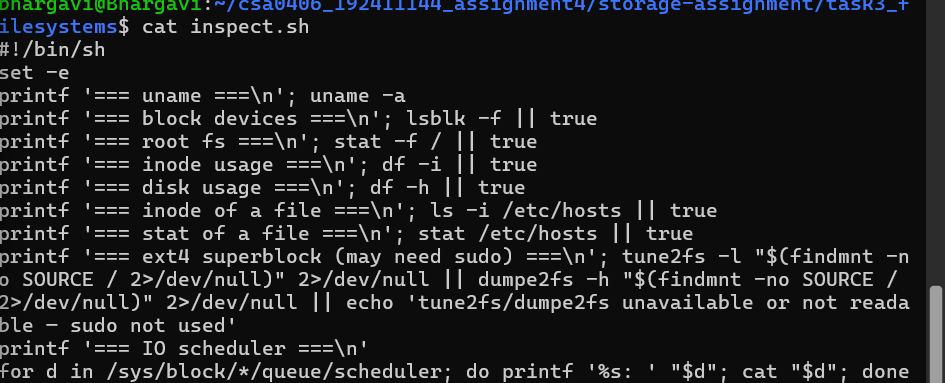 bhargavi@Bhargavi:~/csa0406_192411144_assignment4/storage-assignment/task3_f
ilesystems$ cat inspect.sh
#!/bin/sh
set -e
printf '=== uname ===\n'; uname -a
printf '=== block devices ===\n'; lsblk -f || true
printf '=== root fs ===\n'; stat -f / || true
printf '=== inode usage ===\n'; df -i || true
printf '=== disk usage ===\n'; df -h || true
printf '=== inode of a file ===\n'; ls -i /etc/hosts || true
printf '=== stat of a file ===\n'; stat /etc/hosts || true
printf '=== ext4 superblock (may need sudo) ===\n'; tune2fs -l "$(findmnt -n
o SOURCE / 2>/dev/null)" 2>/dev/null || dumpe2fs -h "$(findmnt -no SOURCE /
2>/dev/null)" 2>/dev/null || echo 'tune2fs/dumpe2fs unavailable or not reada
ble — sudo not used'
printf '=== IO scheduler ===\n'
for d in /sys/block/*/queue/scheduler; do printf '%s: ' "$d"; cat "$d"; done